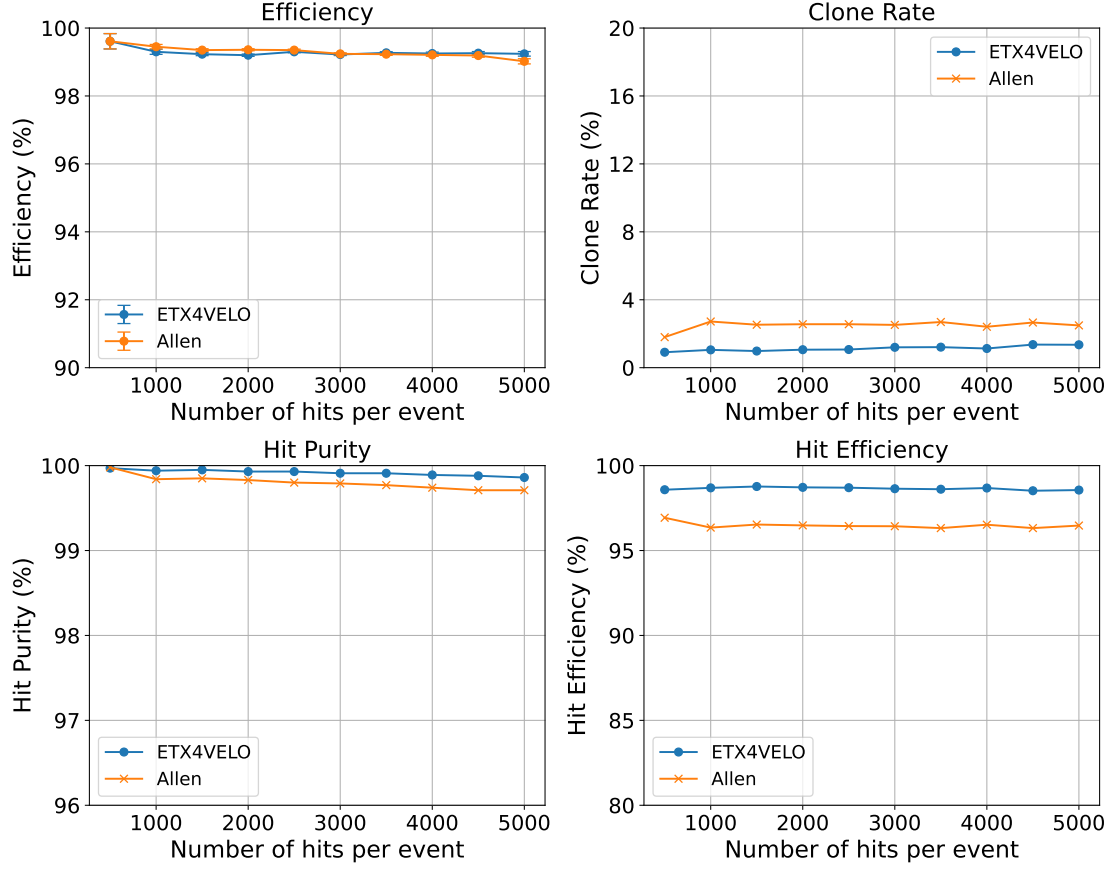 Efficiency
Efficiency (%)
100
98
96
94
92
90
ETX4VELO
Allen
1000 2000 3000 4000 5000
Number of hits per event
Clone Rate
Clone Rate (%)
20
16
12
8
4
0
ETX4VELO
Allen
1000 2000 3000 4000 5000
Number of hits per event
Hit Purity
Hit Purity (%)
100
99
98
97
96
ETX4VELO
Allen
1000 2000 3000 4000 5000
Number of hits per event
Hit Efficiency
Hit Efficiency (%)
100
95
90
85
80
ETX4VELO
Allen
1000 2000 3000 4000 5000
Number of hits per event